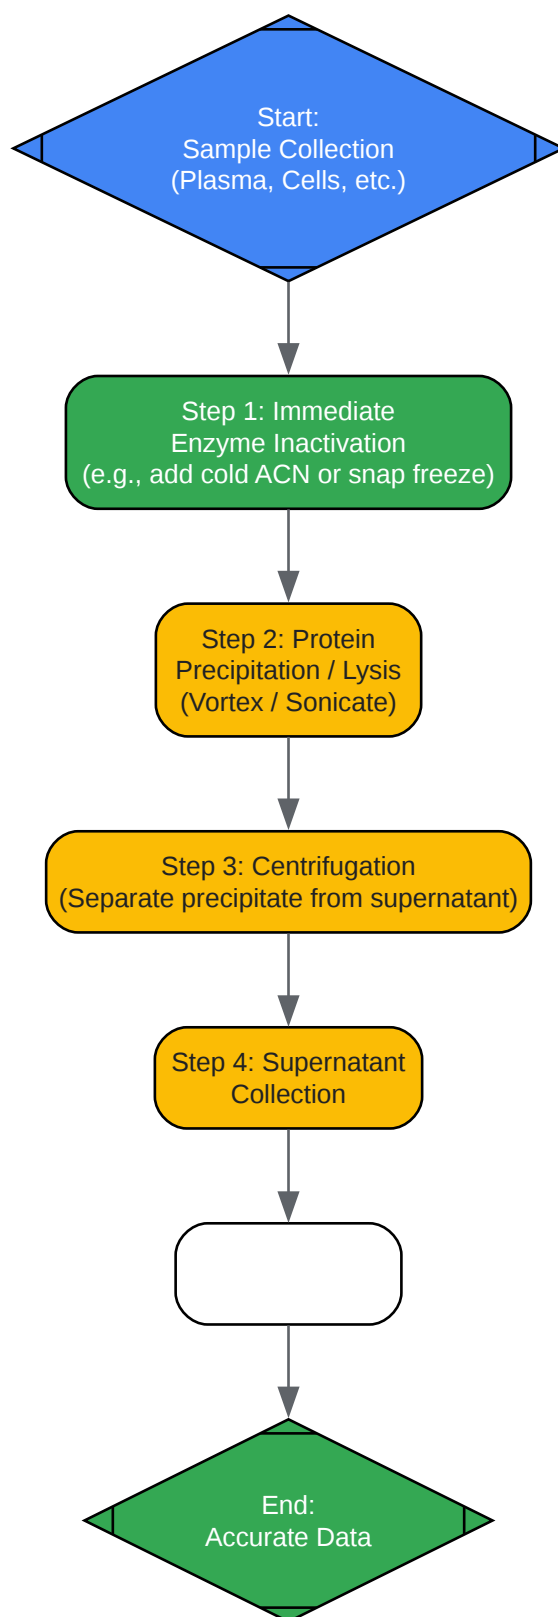 Start:
Sample Collection
(Plasma, Cells, etc.)
Step 1: Immediate
Enzyme Inactivation
(e.g., add cold ACN or snap freeze)
Step 2: Protein
Precipitation / Lysis
(Vortex / Sonicate)
Step 3: Centrifugation
(Separate precipitate from supernatant)
Step 4: Supernatant
Collection
End:
Accurate Data